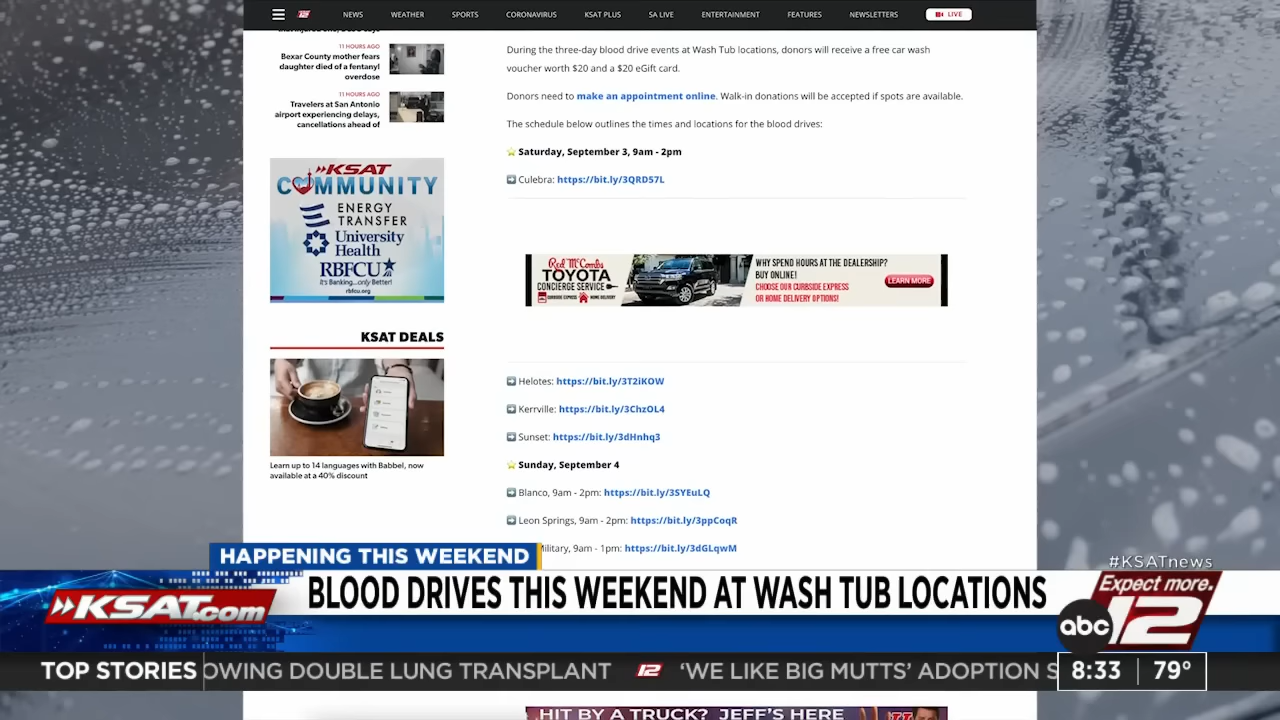 NEWS WEATHER SPORTS CORONAVIRUS KSAT PLUS SA LIVE ENTERTAINMENT FEATURES NEWSLETTERS LIVE
11 HOURS AGO
Bexar County mother fears
daughter died of a fentanyl
overdose
11 HOURS AGO
Travelers at San Antonio
airport experiencing delays,
cancellations ahead of
KSAT
COMMUNITY
ENERGY
TRANSFER
University
Health
RBFCU
It's Banking...only Better!
rbfcu.org
KSAT DEALS
Learn up to 14 languages with Babbel, now
available at a 40% discount
During the three-day blood drive events at Wash Tub locations, donors will receive a free car wash
voucher worth $20 and a $20 eGift card.
Donors need to make an appointment online. Walk-in donations will be accepted if spots are available.
The schedule below outlines the times and locations for the blood drives:
Saturday, September 3, 9am - 2pm
Culebra: https://bit.ly/3QRD57L
Red McCombs
TOYOTA
CONCIERGE SERVICE
CURBSIDE EXPRESS HOME DELIVERY
WHY SPEND HOURS AT THE DEALERSHIP?
BUY ONLINE!
CHOOSE OUR CURBSIDE EXPRESS
OR HOME DELIVERY OPTIONS!
LEARN MORE
Helotes: https://bit.ly/3T2iKOW
Kerrville: https://bit.ly/3ChzOL4
Sunset: https://bit.ly/3dHnhq3
Sunday, September 4
Blanco, 9am - 2pm: https://bit.ly/3SYEuLQ
Leon Springs, 9am - 2pm: https://bit.ly/3ppCoqR
Military, 9am - 1pm: https://bit.ly/3dGLqwM
HAPPENING THIS WEEKEND
#KSATnews
BLOOD DRIVES THIS WEEKEND AT WASH TUB LOCATIONS
KSAT.com
Expect more.
abc 12
TOP STORIES OWING DOUBLE LUNG TRANSPLANT 12 'WE LIKE BIG MUTTS' ADOPTION S 8:33 79°
HIT BY A TRUCK? JEFF'S HERE